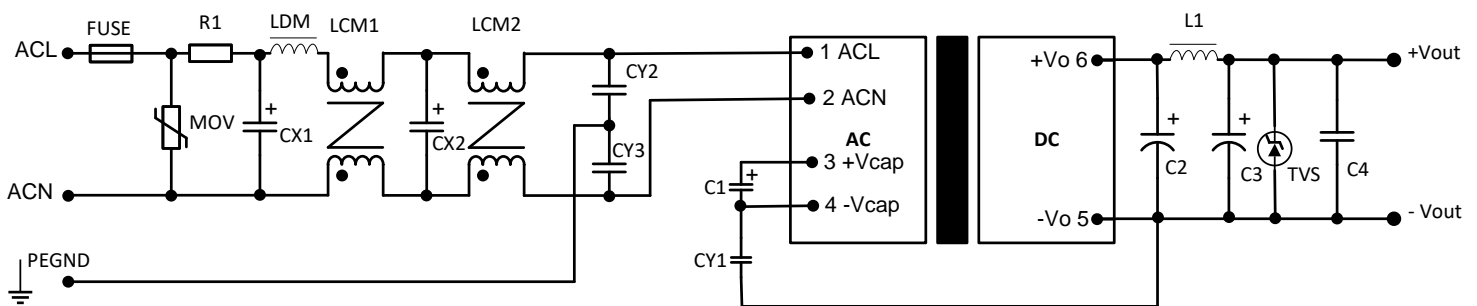 FUSE
R1
LDM
LCM1
LCM2
L1
ACL
1 ACL
+Vo 6
+Vout
CY2
2 ACN
MOV
+
CX1
+
CX2
AC
DC
+
C2
+
C3
TVS
C4
CY3
3 +Vcap
C1
+
4 -Vcap
ACN
-Vo 5
- Vout
PEGND
CY1